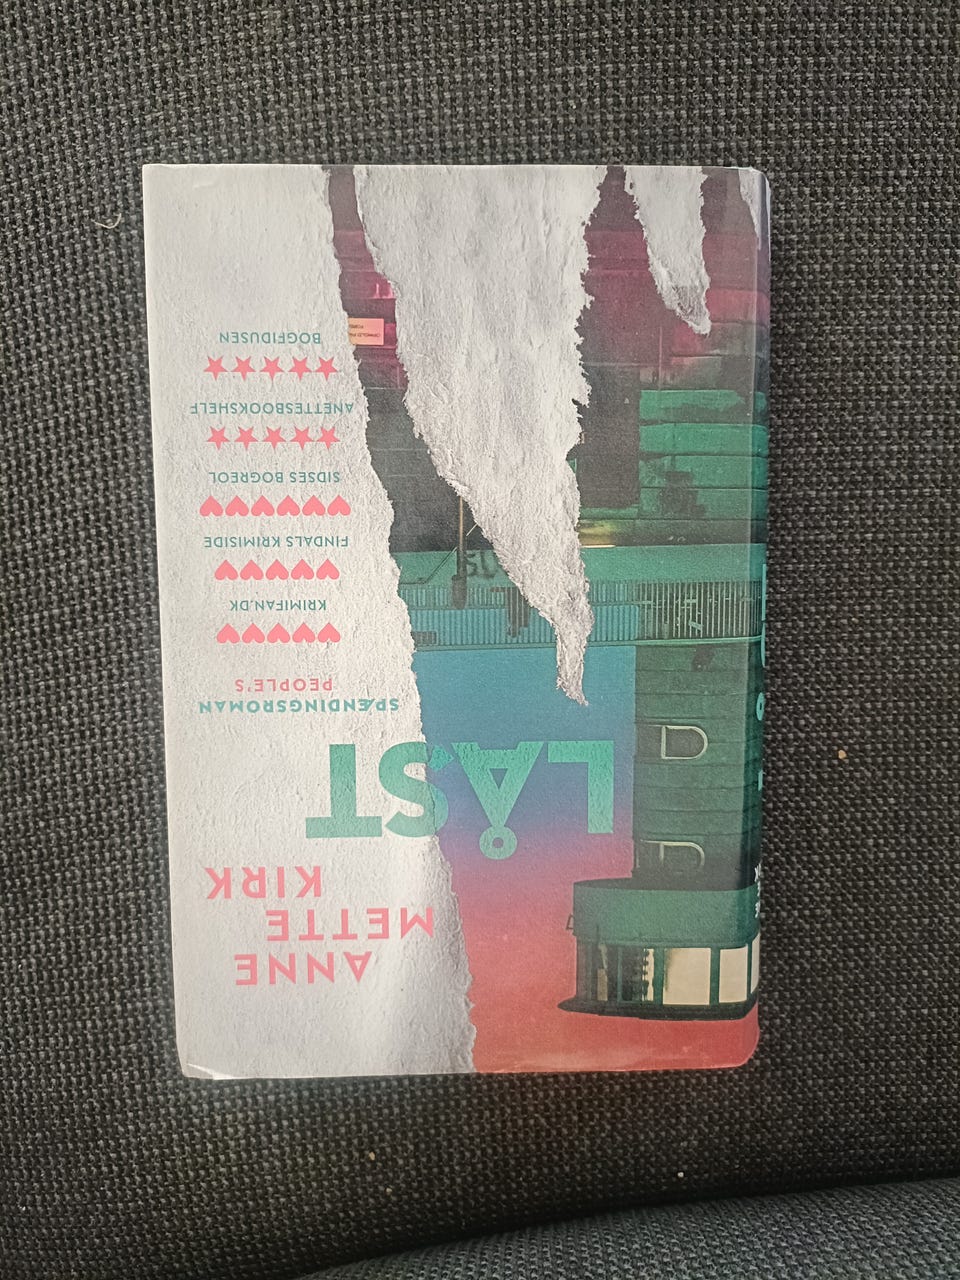 ANNE
METTE
KIRK
LÅST
SPÆNDINGSROMAN
PEOPLE'S
KRIMIFAN.DK
FINDALS KRIMISIDE
SIDSES BOGREOL
ANETTESBOOKSHELF
BOGFIDUSEN